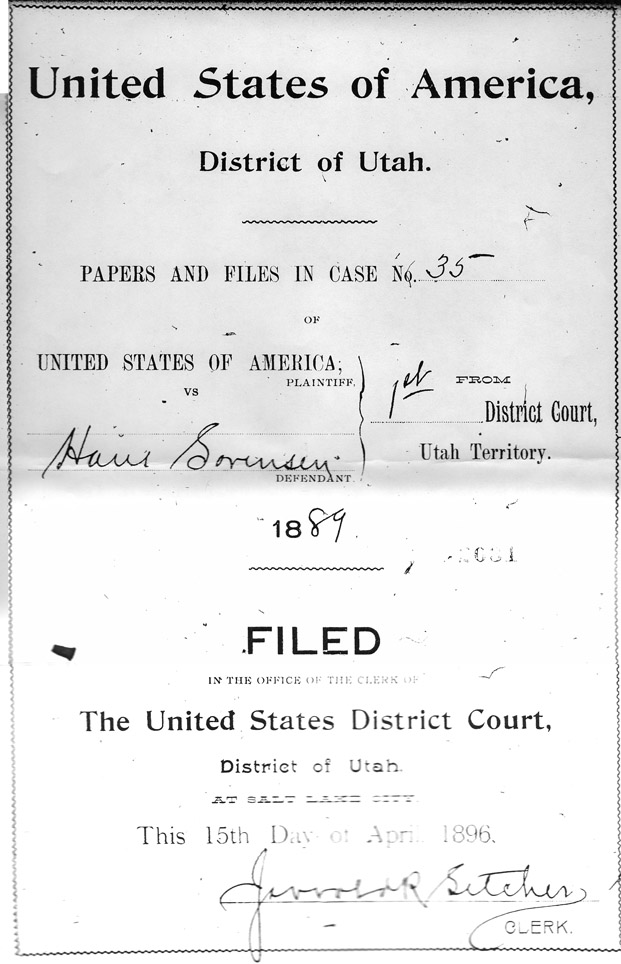 United States of America,
District of Utah.
PAPERS AND FILES IN CASE No. 35
OF
UNITED STATES OF AMERICA,
PLAINTIFF,
VS
Hans Sorensen
DEFENDANT.
1st FROM
District Court,
Utah Territory.
1889.
2631
FILED
IN THE OFFICE OF THE CLERK OF
The United States District Court,
District of Utah.
AT SALT LAKE CITY.
This 15th Day of April 1896.
Letcher
CLERK.